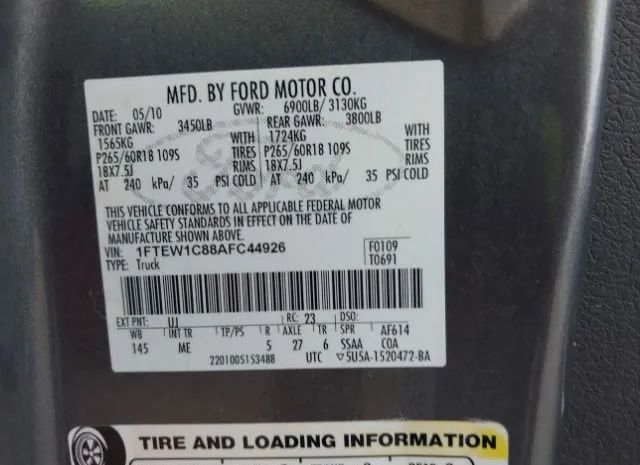 MFD. BY FORD MOTOR CO.
DATE: 05/10 GVWR: 6900LB/ 3130KG
FRONT GAWR: 3450LB REAR GAWR: 3800LB
1565KG WITH 1724KG WITH
P265/60R18 109S TIRES P265/60R18 109S TIRES
18X7.5J RIMS 18X7.5J RIMS
AT 240 kPa/ 35 PSI COLD AT 240 kPa/ 35 PSI COLD
THIS VEHICLE CONFORMS TO ALL APPLICABLE FEDERAL MOTOR
VEHICLE SAFETY STANDARDS IN EFFECT ON THE DATE OF
MANUFACTURE SHOWN ABOVE.
VIN: 1FTEW1C88AFC44926 F0109
TYPE: Truck T0691
EXT PNT: UJ RC: 23 DSO:
WB INT TR TP/PS R AXLE TR SPR AF614
145 ME 5 27 6 SSAA COA
2201005153488 UTC ▽5U5A-1520472-BA
TIRE AND LOADING INFORMATION